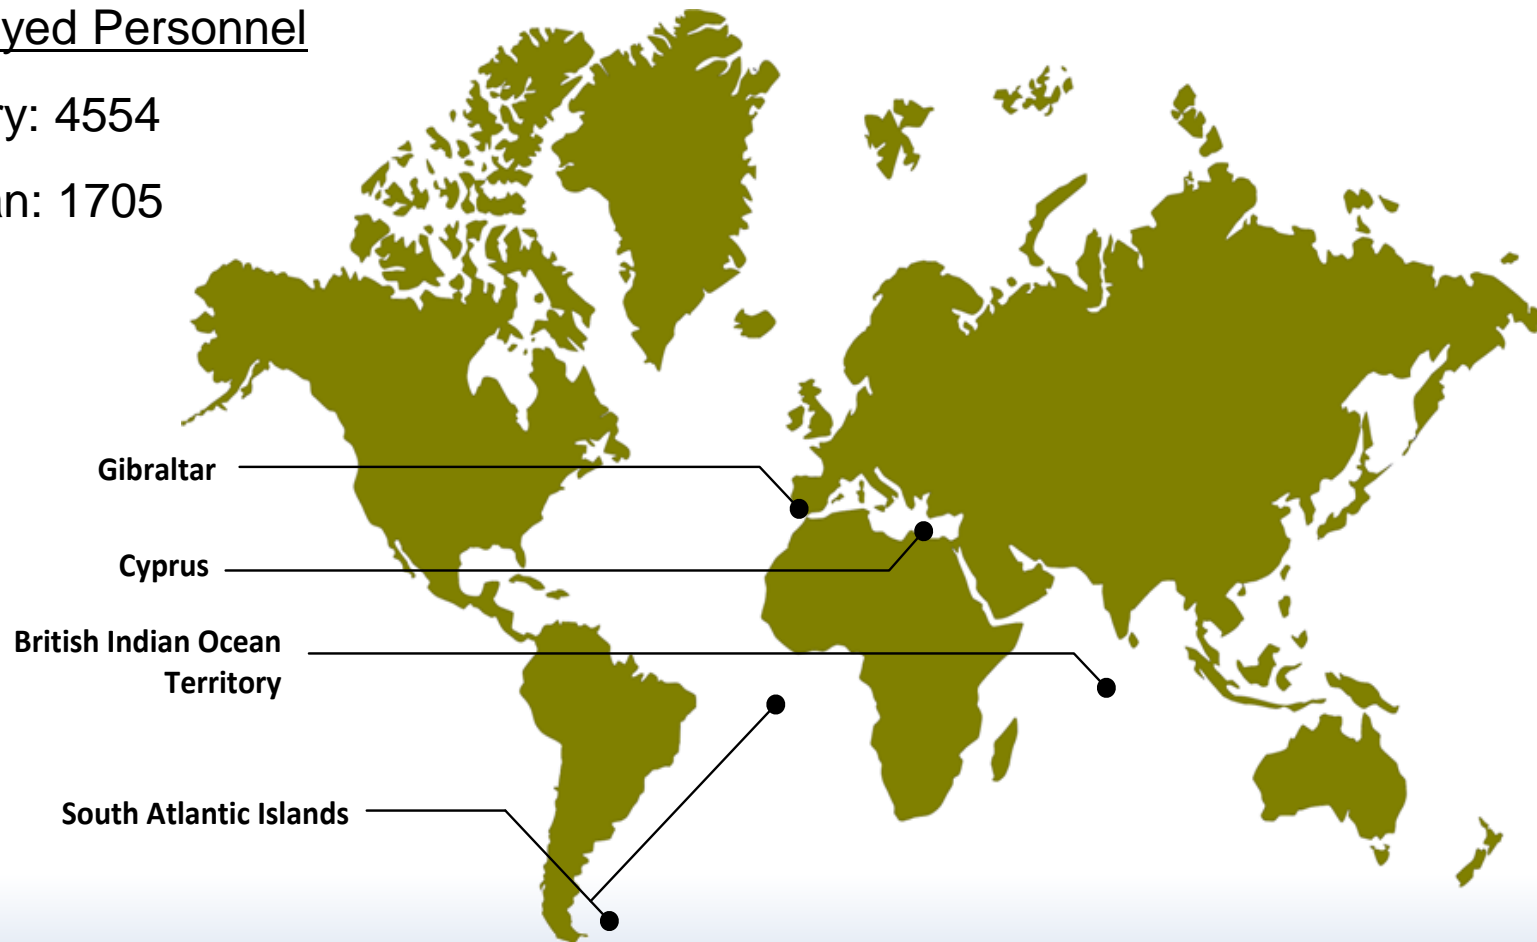 yed Personnel
ry: 4554
an: 1705
Gibraltar
Cyprus
British Indian Ocean
Territory
South Atlantic Islands